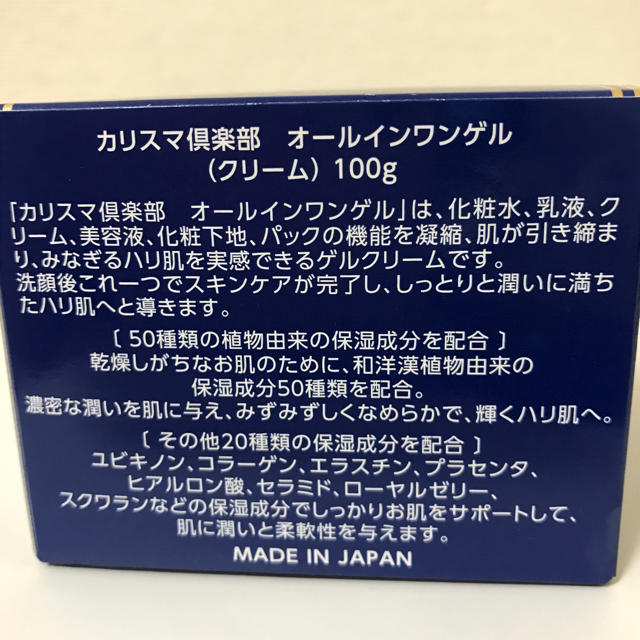 カリスマ倶楽部　オールインワンゲル
（クリーム）100g
「カリスマ倶楽部　オールインワンゲル」は、化粧水、乳液、ク
リーム、美容液、化粧下地、パックの機能を凝縮、肌が引き締ま
り、みなぎるハリ肌を実感できるゲルクリームです。
洗顔後これ一つでスキンケアが完了し、しっとりと潤いに満ち
たハリ肌へと導きます。
〔 50種類の植物由来の保湿成分を配合 〕
乾燥しがちなお肌のために、和洋漢植物由来の
保湿成分50種類を配合。
濃密な潤いを肌に与え、みずみずしくなめらかで、輝くハリ肌へ。
〔 その他20種類の保湿成分を配合 〕
ユビキノン、コラーゲン、エラスチン、プラセンタ、
ヒアルロン酸、セラミド、ローヤルゼリー、
スクワランなどの保湿成分でしっかりお肌をサポートして、
肌に潤いと柔軟性を与えます。
MADE IN JAPAN